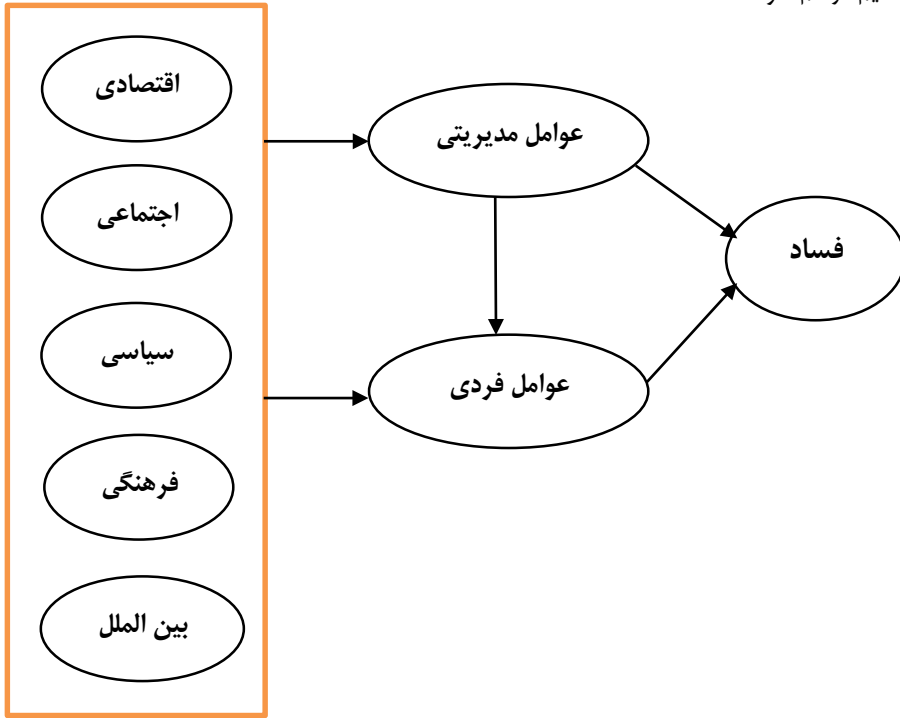 اقتصادی
اجتماعی
سیاسی
فرهنگی
بین الملل
عوامل مدیریتی
عوامل فردی
فساد